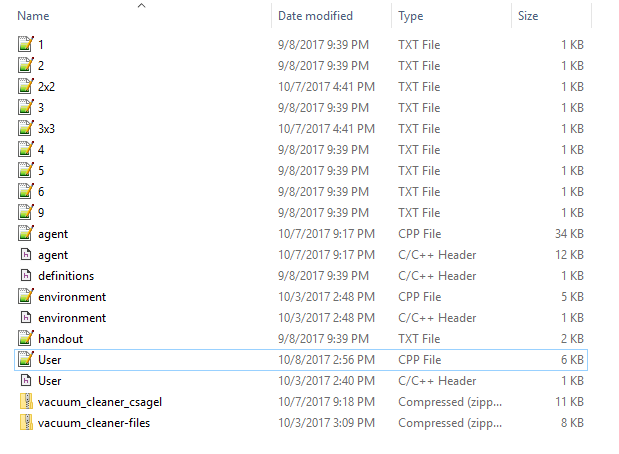 Name Date modified Type Size
1 9/8/2017 9:39 PM TXT File 1 KB
2 9/8/2017 9:39 PM TXT File 1 KB
2x2 10/7/2017 4:41 PM TXT File 1 KB
3 9/8/2017 9:39 PM TXT File 1 KB
3x3 10/7/2017 4:41 PM TXT File 1 KB
4 9/8/2017 9:39 PM TXT File 1 KB
5 9/8/2017 9:39 PM TXT File 1 KB
6 9/8/2017 9:39 PM TXT File 1 KB
9 9/8/2017 9:39 PM TXT File 1 KB
agent 10/7/2017 9:17 PM CPP File 34 KB
agent 10/7/2017 9:17 PM C/C++ Header 12 KB
definitions 9/8/2017 9:39 PM C/C++ Header 1 KB
environment 10/3/2017 2:48 PM CPP File 5 KB
environment 10/3/2017 2:48 PM C/C++ Header 1 KB
handout 9/8/2017 9:39 PM TXT File 2 KB
User 10/8/2017 2:56 PM CPP File 6 KB
User 10/3/2017 2:40 PM C/C++ Header 1 KB
vacuum_cleaner_csagel 10/7/2017 9:18 PM Compressed (zipp... 11 KB
vacuum_cleaner-files 10/3/2017 3:09 PM Compressed (zipp... 8 KB